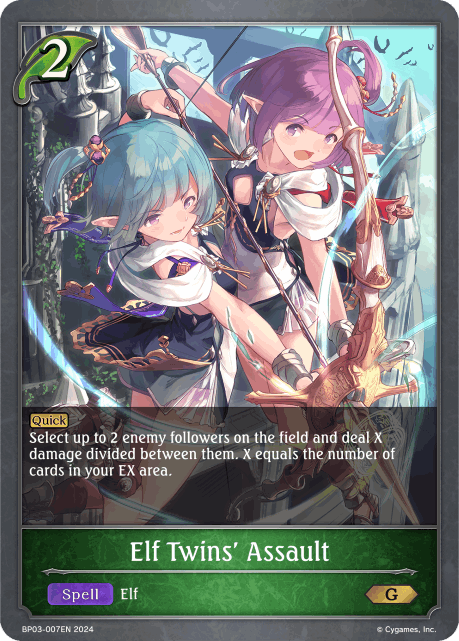 2
Quick
Select up to 2 enemy followers on the field and deal X
damage divided between them. X equals the number of
cards in your EX area.
Elf Twins' Assault
Spell Elf G
BP03-007EN 2024 © Cygames, Inc.